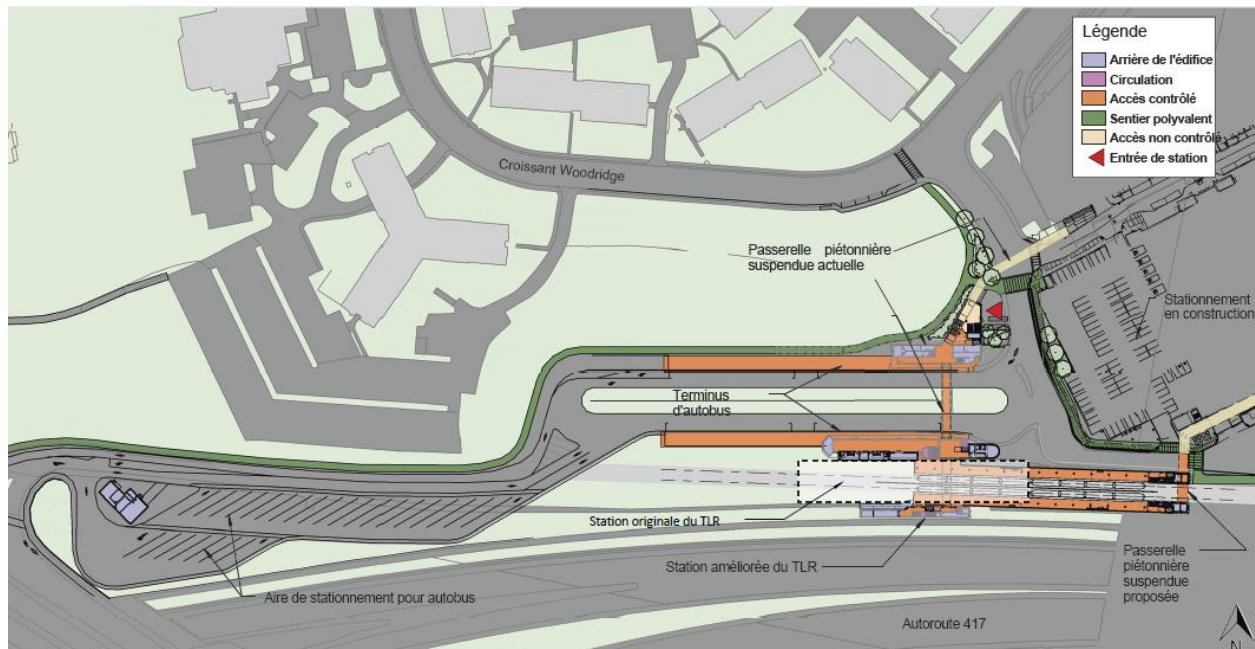 Légende
Arrière de l'édifice
Circulation
Accès contrôlé
Sentier polyvalent
Accès non contrôlé
Entrée de station
Croissant Woodridge
Passerelle piétonnière
suspendue actuelle
Stationnement
en construction
Terminus
d'autobus
Station originale du TLR
Station améliorée du TLR
Aire de stationnement pour autobus
Passerelle
piétonnière
suspendue
proposée
Autoroute 417
N